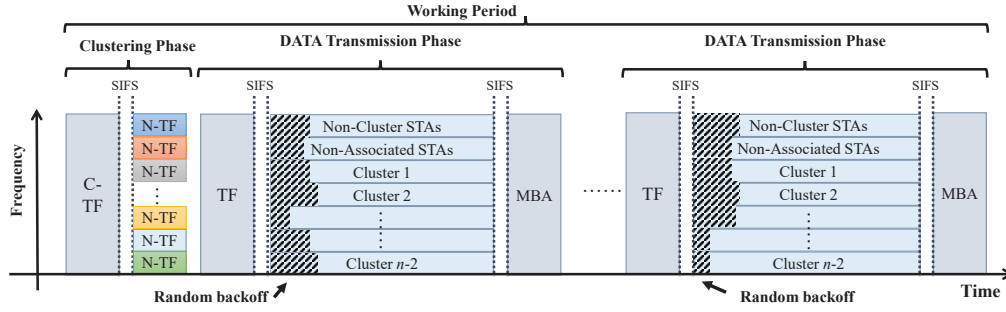 Working Period
Clustering Phase
DATA Transmission Phase
DATA Transmission Phase
SIFS
SIFS
SIFS
SIFS
SIFS
Frequency
C-
TF
N-TF
N-TF
N-TF
⋮
N-TF
N-TF
N-TF
TF
Non-Cluster STAs
Non-Associated STAs
Cluster 1
Cluster 2
⋮
Cluster n-2
MBA
......
TF
Non-Cluster STAs
Non-Associated STAs
Cluster 1
Cluster 2
⋮
Cluster n-2
MBA
Random backoff
Random backoff
Time